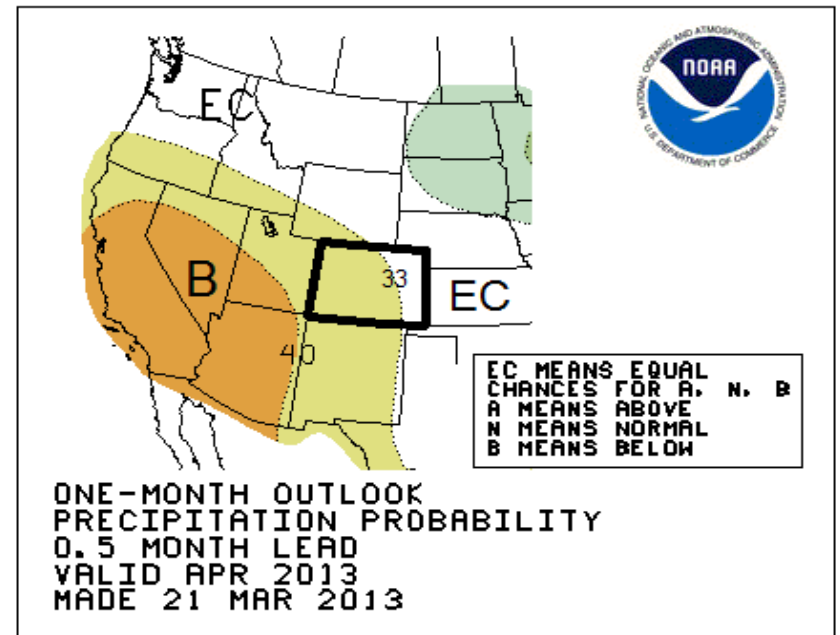 NATIONAL OCEANIC AND ATMOSPHERIC ADMINISTRATION
NOAA
U.S. DEPARTMENT OF COMMERCE
EC
B
33
EC
40
EC MEANS EQUAL
CHANCES FOR A, N, B
A MEANS ABOVE
N MEANS NORMAL
B MEANS BELOW
ONE-MONTH OUTLOOK
PRECIPITATION PROBABILITY
0.5 MONTH LEAD
VALID APR 2013
MADE 21 MAR 2013